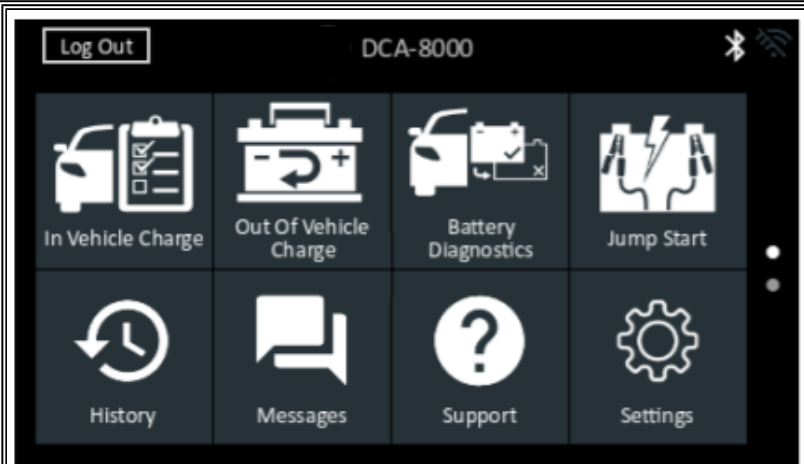 Log Out
DCA-8000
In Vehicle Charge
Out Of Vehicle
Charge
Battery
Diagnostics
Jump Start
History
Messages
Support
Settings